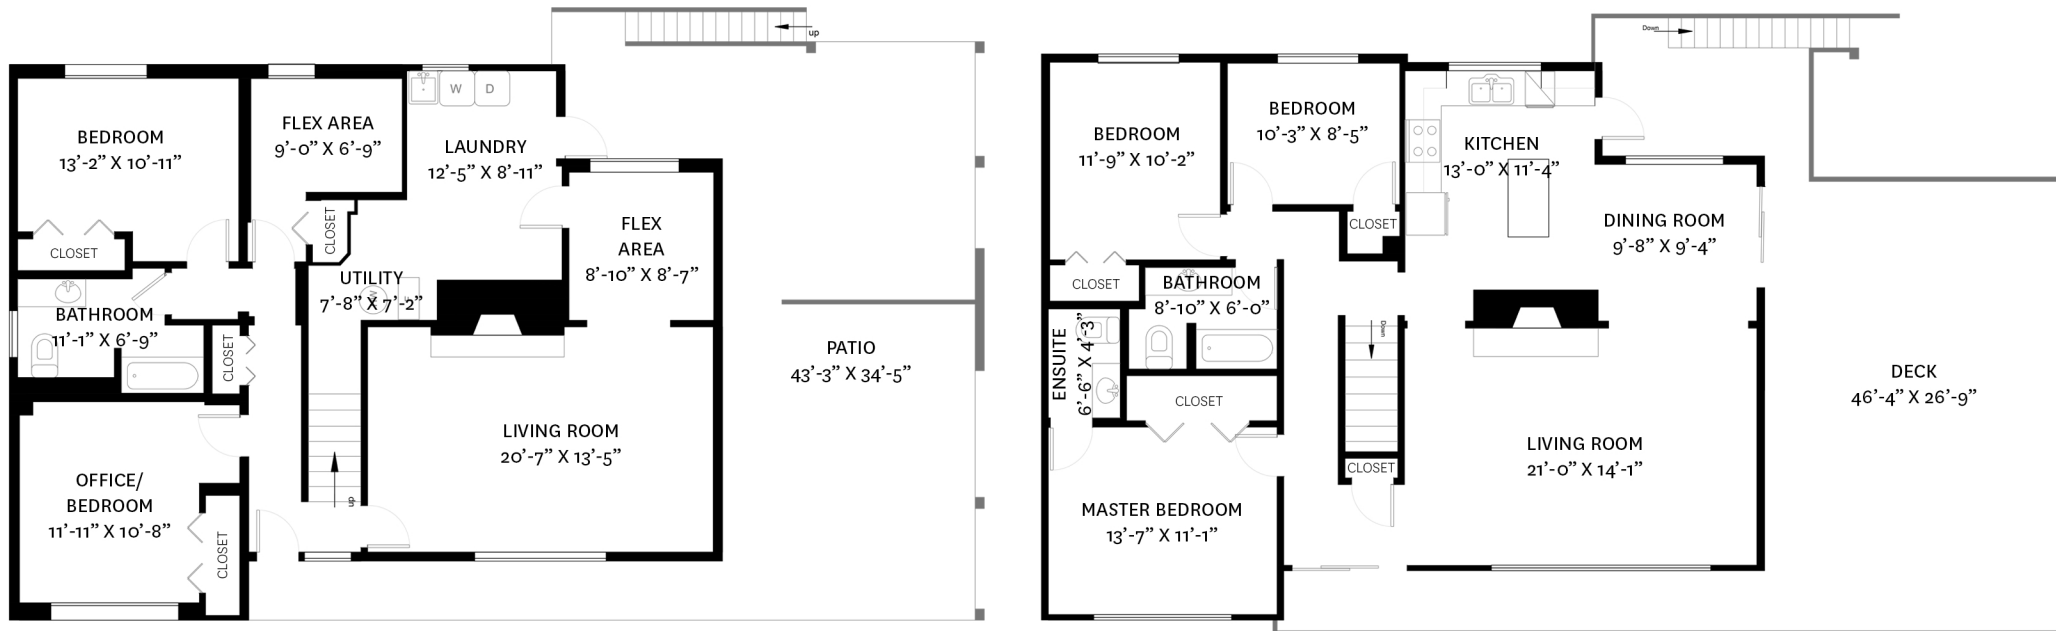 up
W
D
BEDROOM
13'-2" X 10'-11"
FLEX AREA
9'-0" X 6'-9"
LAUNDRY
12'-5" X 8'-11"
CLOSET
CLOSET
FLEX
AREA
8'-10" X 8'-7"
UTILITY
7'-8" X 7'-2"
BATHROOM
11'-1" X 6'-9"
CLOSET
PATIO
43'-3" X 34'-5"
LIVING ROOM
20'-7" X 13'-5"
OFFICE/
BEDROOM
11'-11" X 10'-8"
CLOSET
Down
BEDROOM
11'-9" X 10'-2"
BEDROOM
10'-3" X 8'-5"
KITCHEN
13'-0" X 11'-4"
CLOSET
DINING ROOM
9'-8" X 9'-4"
CLOSET
BATHROOM
8'-10" X 6'-0"
ENSUITE
6'-6" X 4'-3"
Down
CLOSET
DECK
46'-4" X 26'-9"
LIVING ROOM
21'-0" X 14'-1"
CLOSET
MASTER BEDROOM
13'-7" X 11'-1"